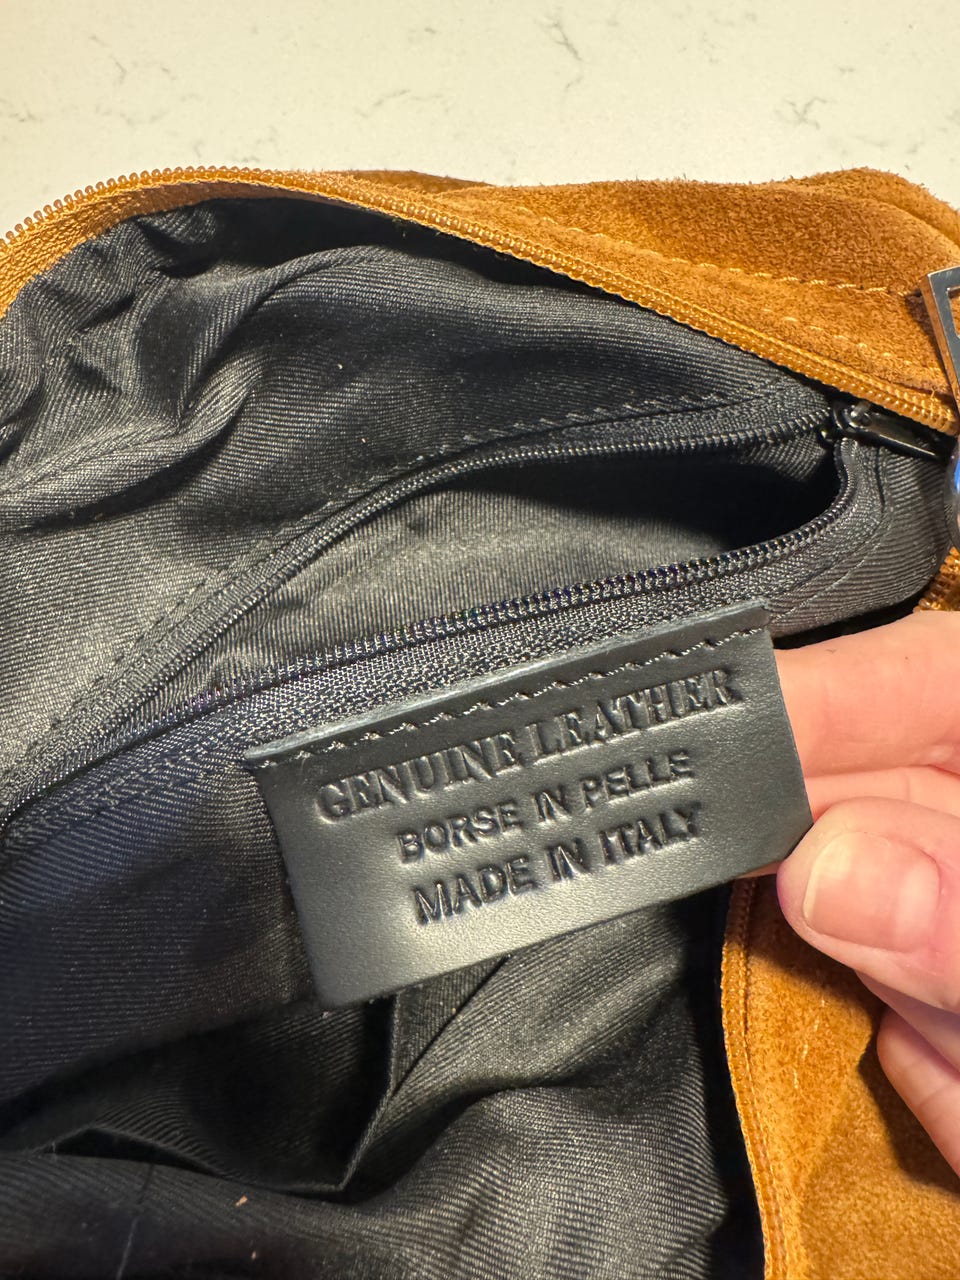 GENUINE LEATHER
BORSE IN PELLE
MADE IN ITALY